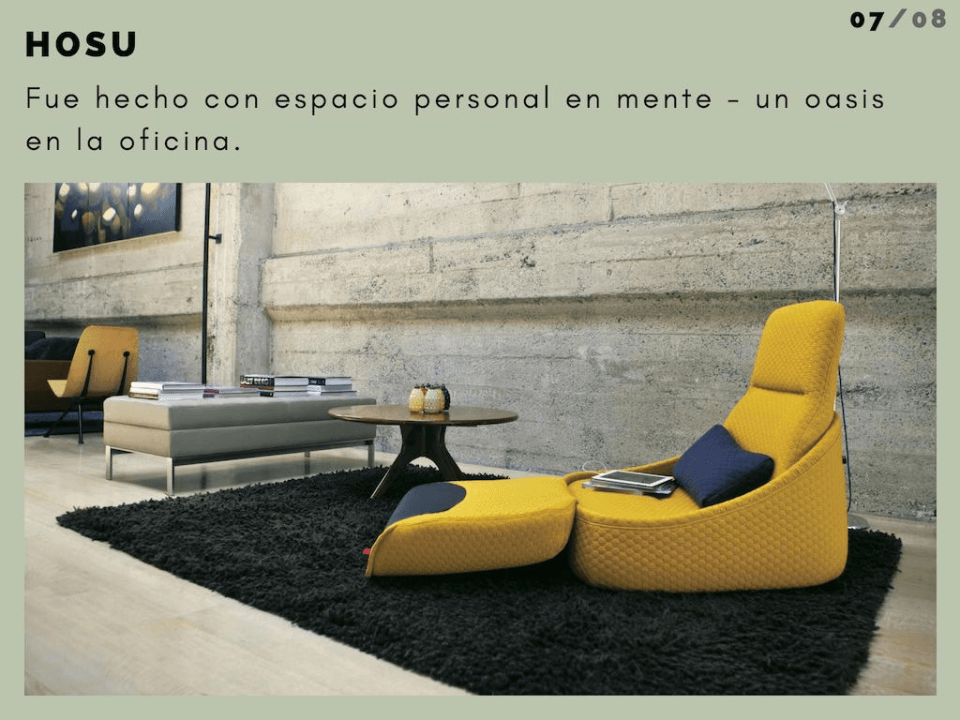 07/08
HOSU
Fue hecho con espacio personal en mente - un oasis
en la oficina.